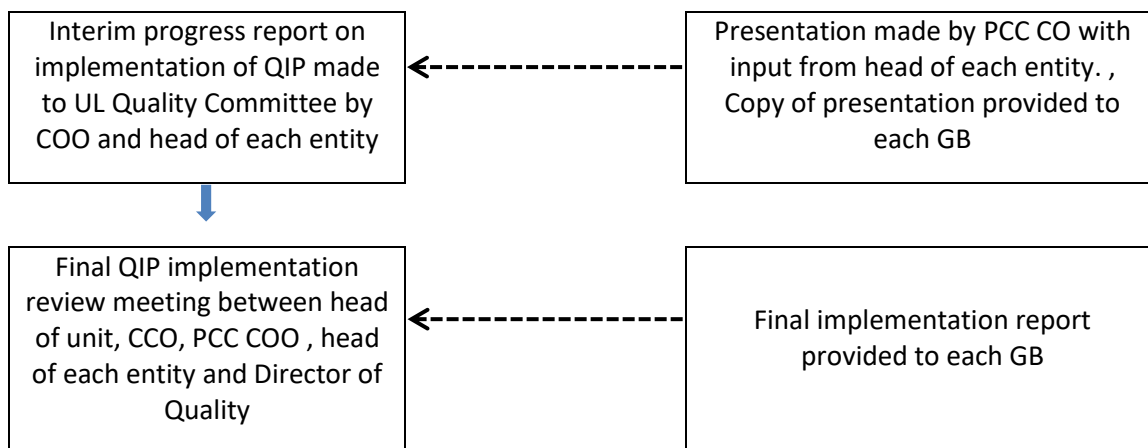 Interim progress report on
implementation of QIP made
to UL Quality Committee by
COO and head of each entity
Presentation made by PCC CO with
input from head of each entity. ,
Copy of presentation provided to
each GB
Final QIP implementation
review meeting between head
of unit, CCO, PCC COO , head
of each entity and Director of
Quality
Final implementation report
provided to each GB